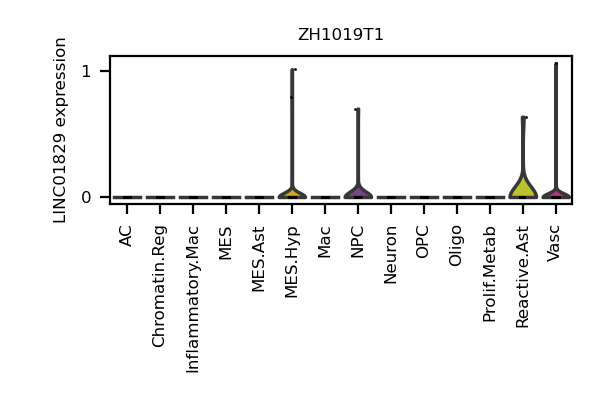 ZH1019T1
LINC01829 expression
1
0
AC
Chromatin.Reg
Inflammatory.Mac
MES
MES.Ast
MES.Hyp
Mac
NPC
Neuron
OPC
Oligo
Prolif.Metab
Reactive.Ast
Vasc